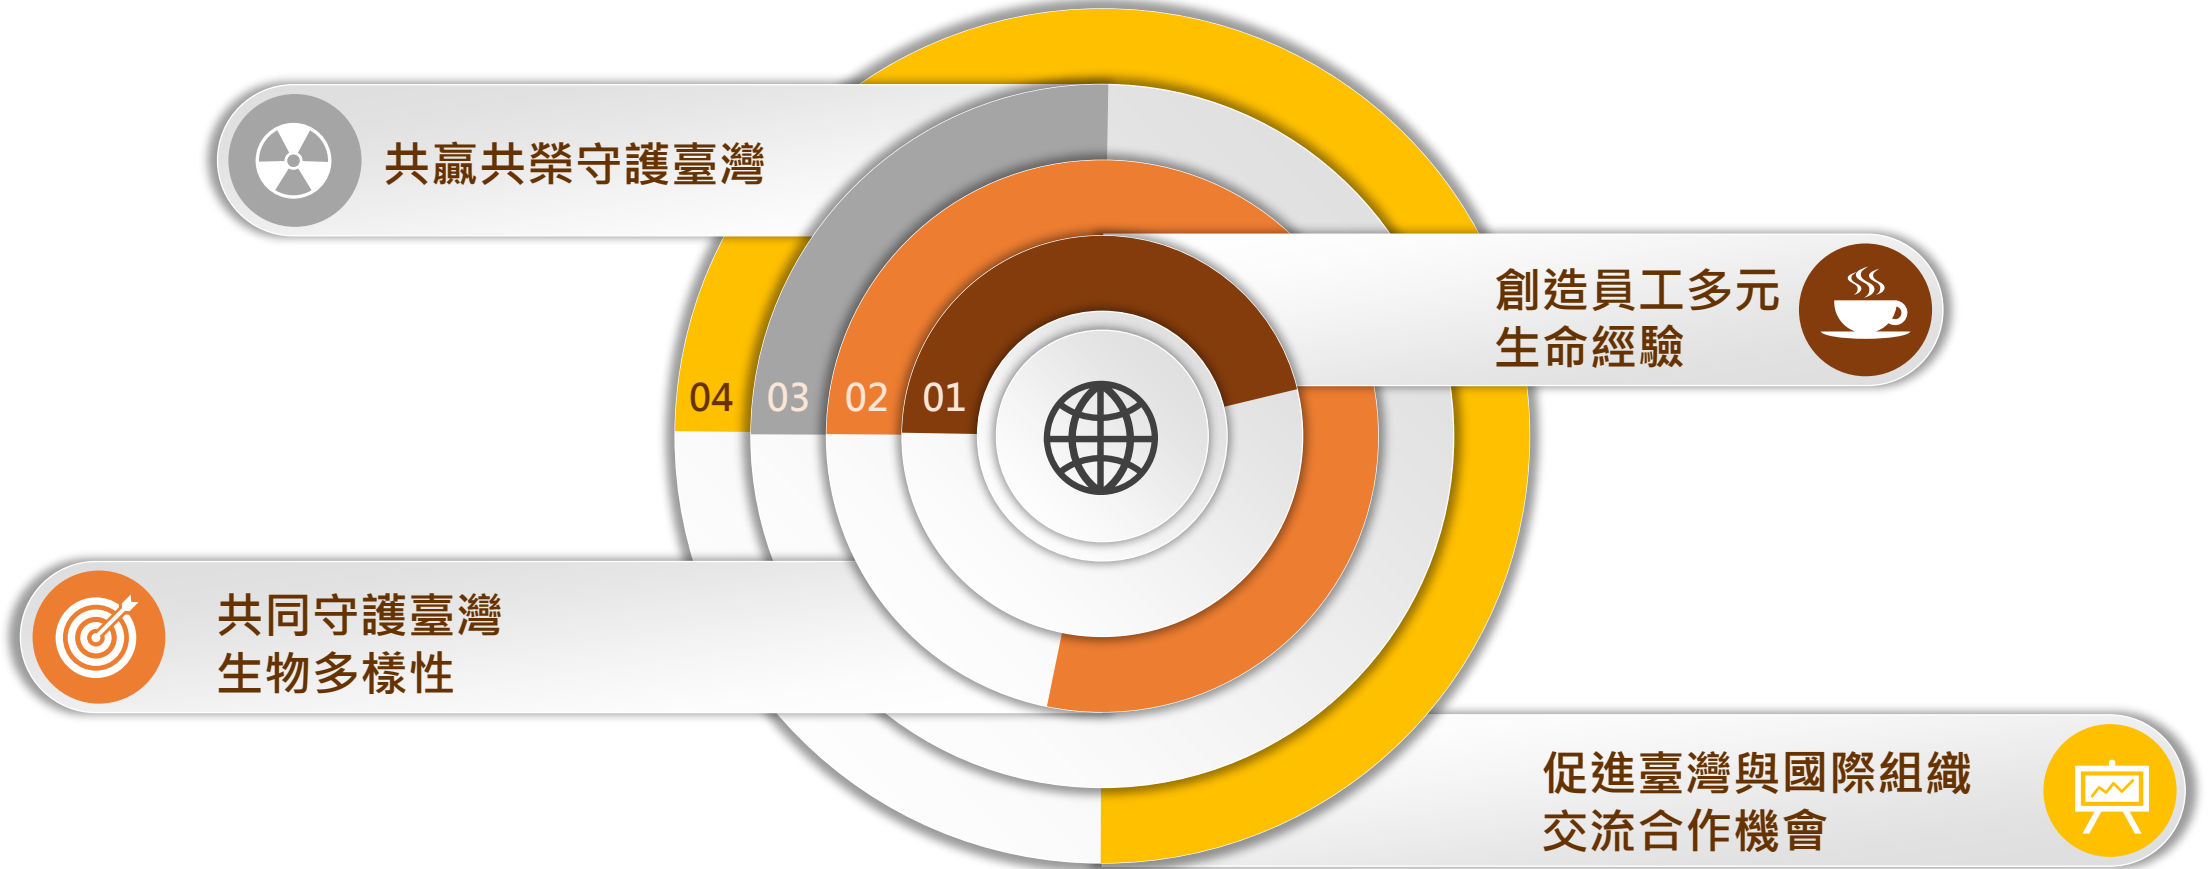 共贏共榮守護臺灣
創造員工多元
生命經驗
04 03 02 01
共同守護臺灣
生物多樣性
促進臺灣與國際組織
交流合作機會